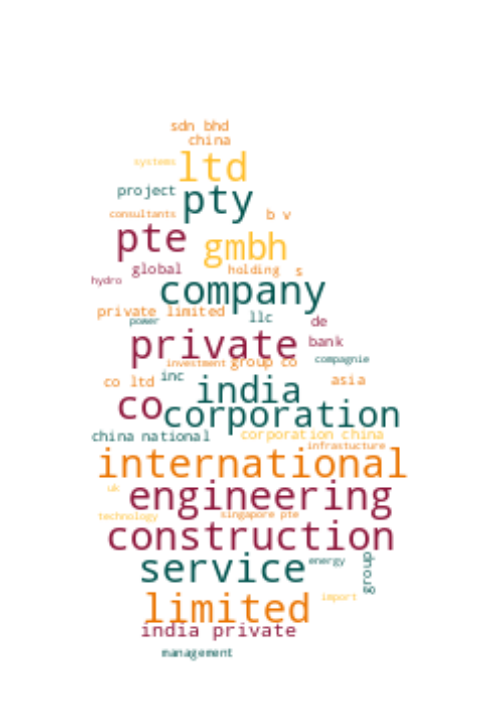 sdn bhd
china
systems ltd
project pty
consultants b v
pte gmbh
global holding s
hydro company
private limited llc
power de
private bank
investment group co compagnie
co ltd inc india asia
co corporation
china national corporation china
infrastucture
international
uk engineering
technology singapore pte
construction
service energy
group
limited import
india private
management